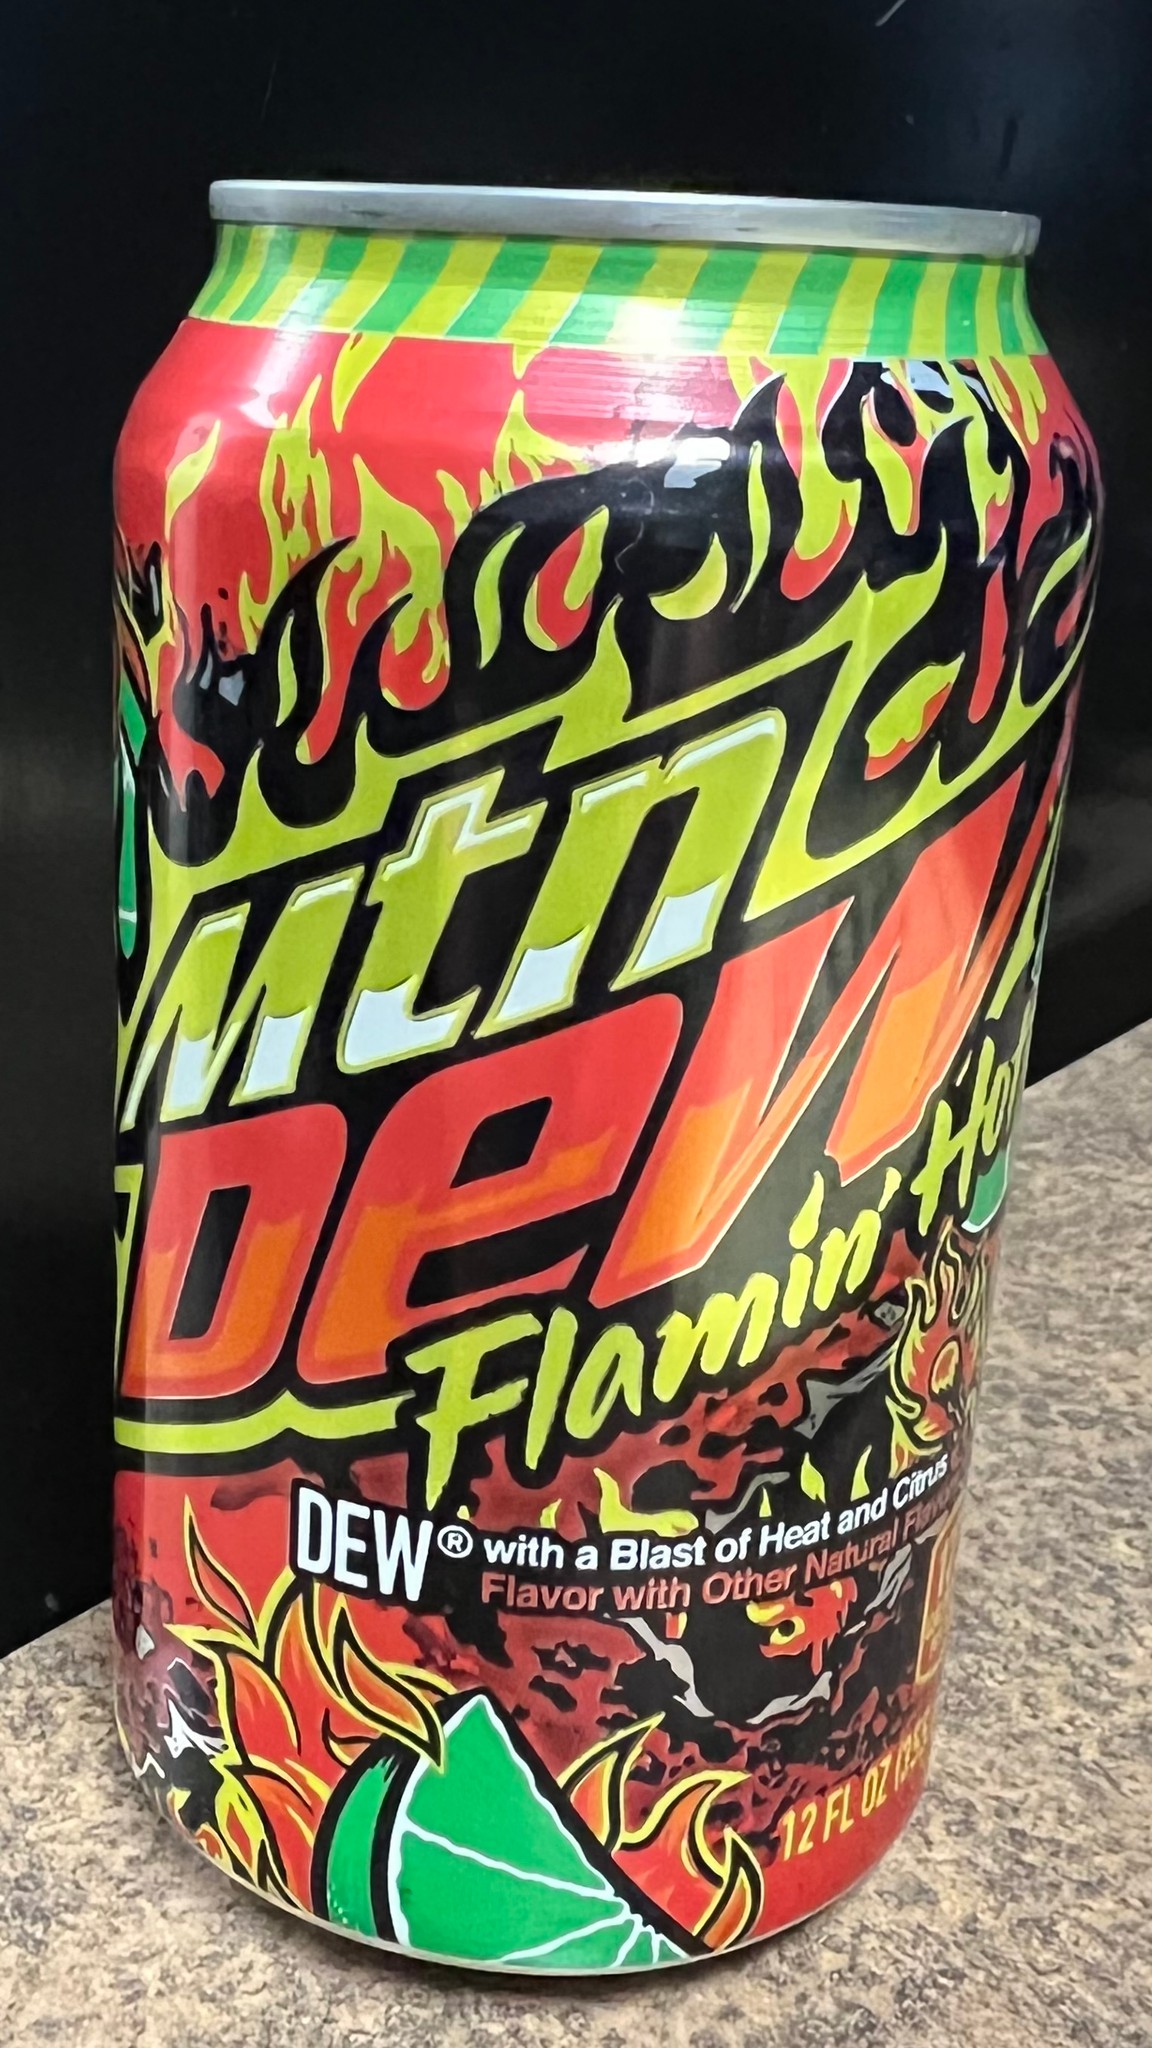 mtn
DEW
Flamin' Hot
DEW® with a Blast of Heat and Citrus
Flavor with Other Natural
12 FL OZ